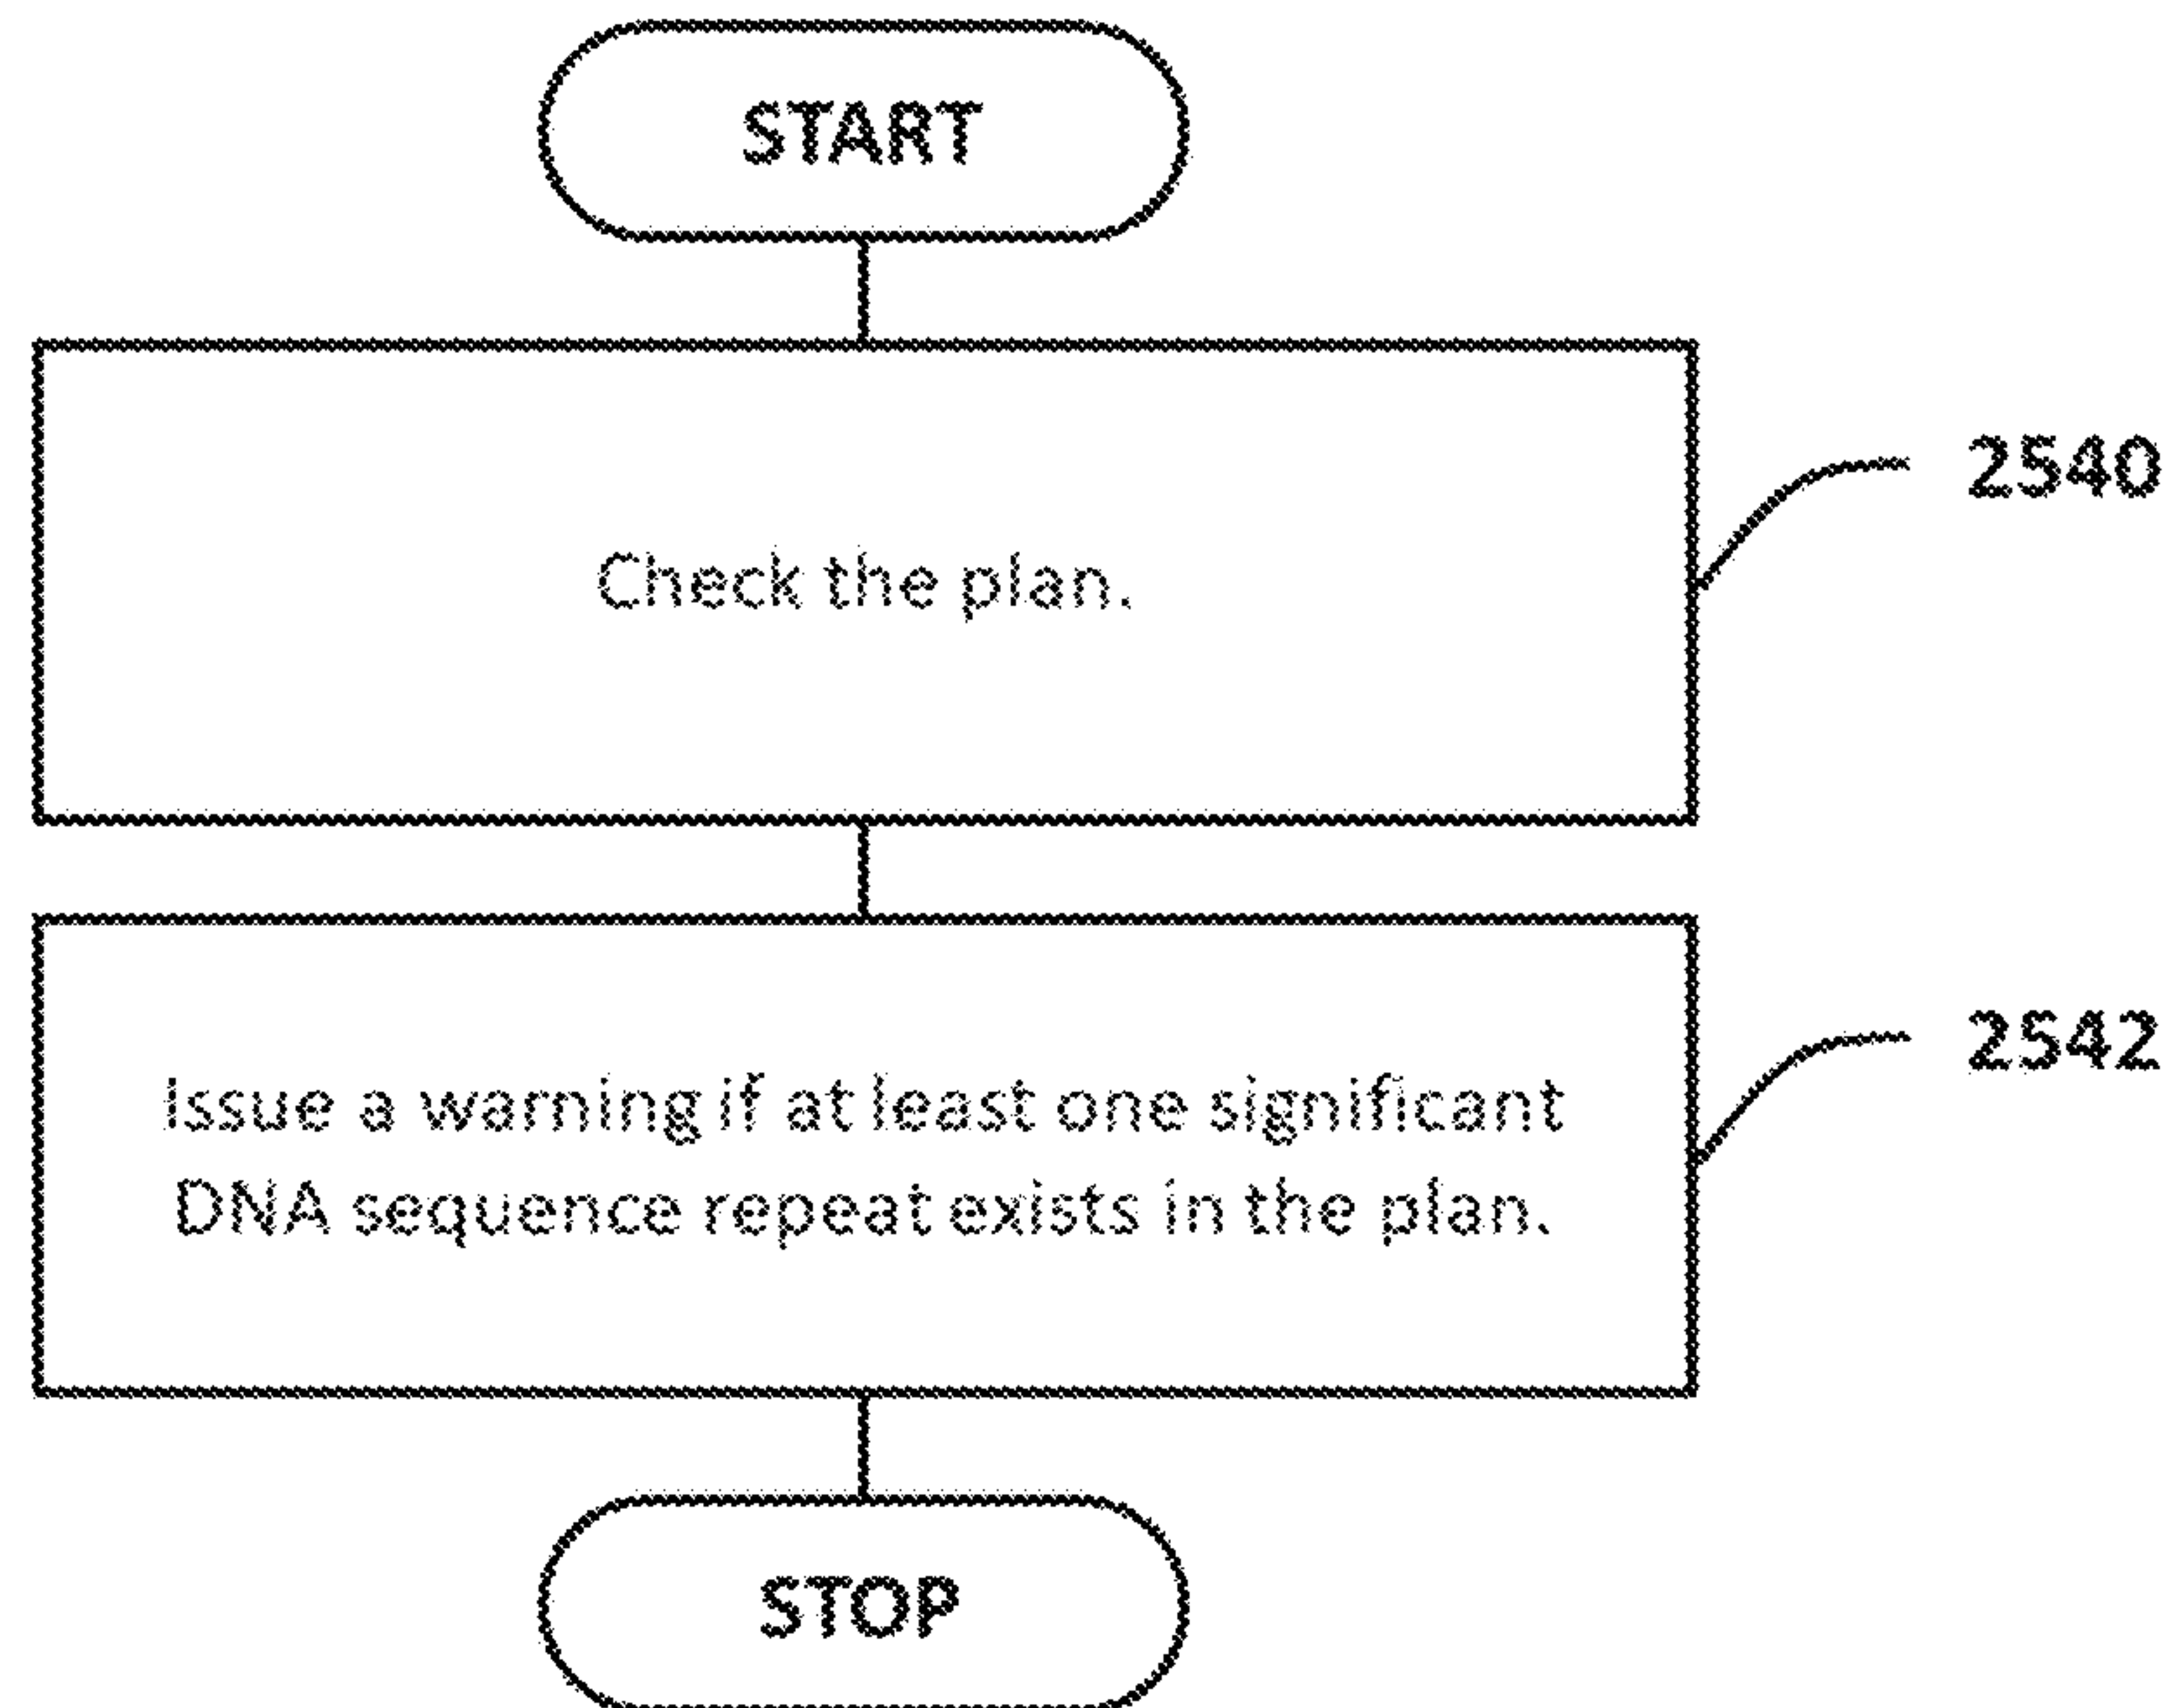 START
Check the plan.
2540
Issue a warning if at least one significant
DNA sequence repeat exists in the plan.
2542
STOP